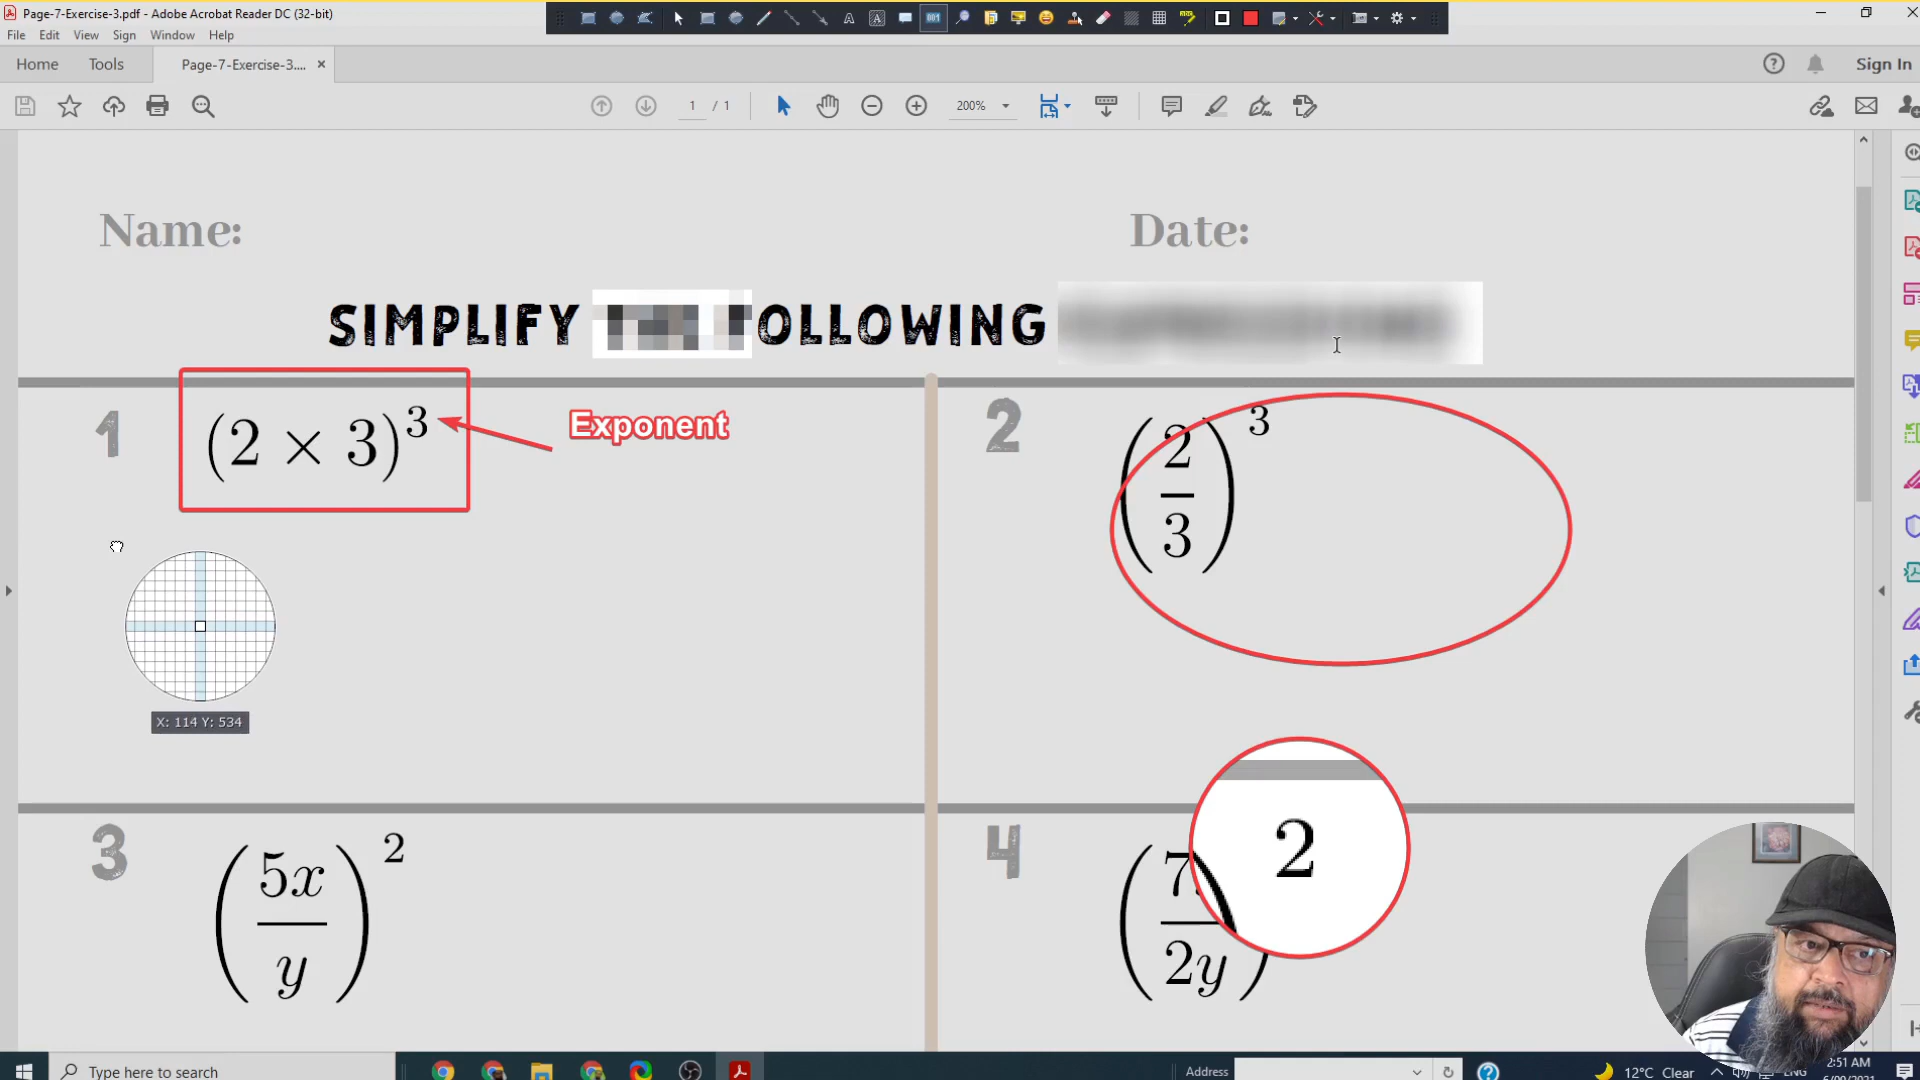 Page-7-Exercise-3.pdf - Adobe Acrobat Reader DC (32-bit)
File Edit View Sign Window Help
Home Tools Page-7-Exercise-3.... × Sign In
1 / 1 200%
Name: Date:
SIMPLIFY OLLOWING
1 (2 × 3)³ Exponent
2 (2/3)³
X: 114 Y: 534
3 (5x/y)²
4 (7 /2y) 2
Type here to search Address 12°C Clear ENG 2:51 AM